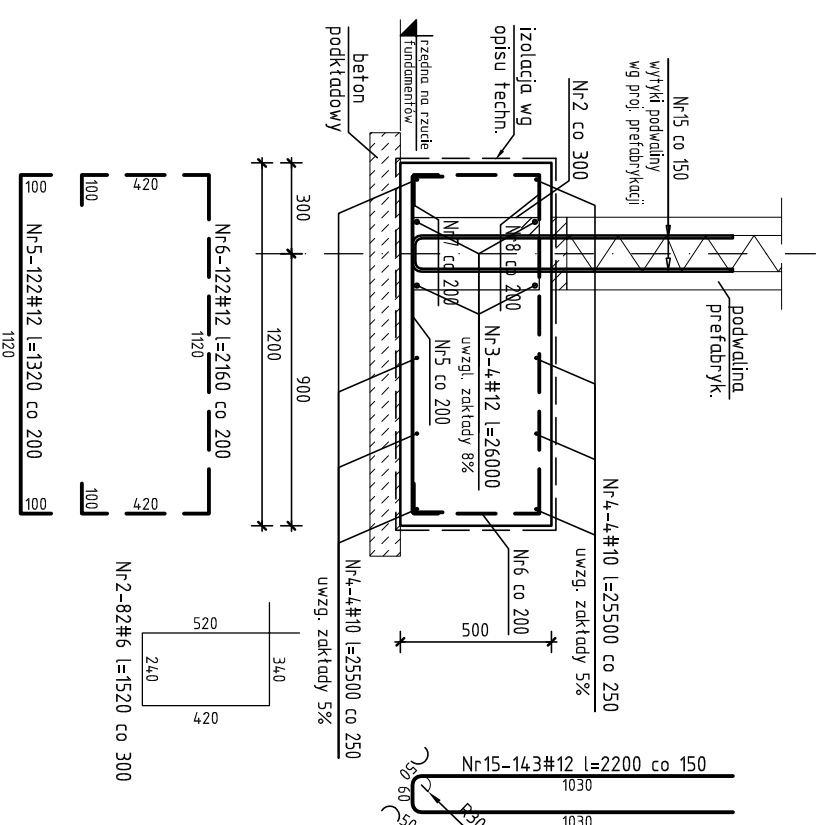 Nr15 co 150
wytyki podwaliny
wg proj. prefabrykacji
Nr2 co 300
izolacja wg
opisu techn.
rzędna na rzucie
fundamentów
beton
podkładowy
podwalina
prefabryk.
Nr8 co 200
Nr7 co 200
Nr3-4#12 l=26000
uwzgl. zakłady 8%
Nr5 co 200
Nr4-4#10 l=25500 co 250
uwzg. zakłady 5%
Nr6 co 200
500
Nr4-4#10 l=25500 co 250
uwzg. zakłady 5%
300
900
1200
420
100
Nr6-122#12 l=2160 co 200
1120
420
100
100
Nr5-122#12 l=1320 co 200
1120
100
520
340
240
420
Nr2-82#6 l=1520 co 300
Nr15-143#12 l=2200 co 150
1030
1030
50
60
R30
50